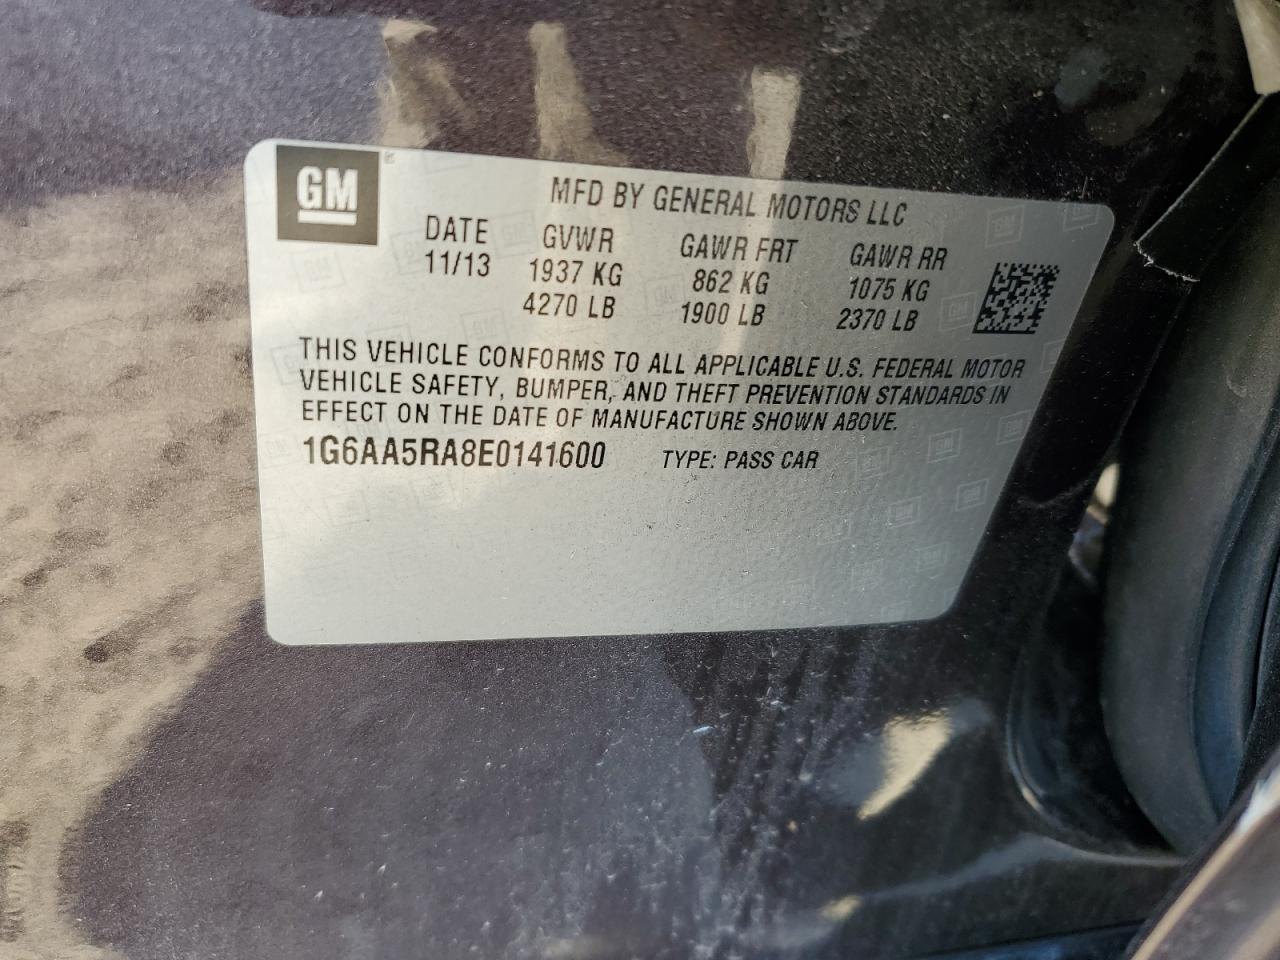 GM
MFD BY GENERAL MOTORS LLC
DATE GVWR GAWR FRT GAWR RR
11/13 1937 KG 862 KG 1075 KG
4270 LB 1900 LB 2370 LB
THIS VEHICLE CONFORMS TO ALL APPLICABLE U.S. FEDERAL MOTOR
VEHICLE SAFETY, BUMPER, AND THEFT PREVENTION STANDARDS IN
EFFECT ON THE DATE OF MANUFACTURE SHOWN ABOVE.
1G6AA5RA8E0141600 TYPE: PASS CAR